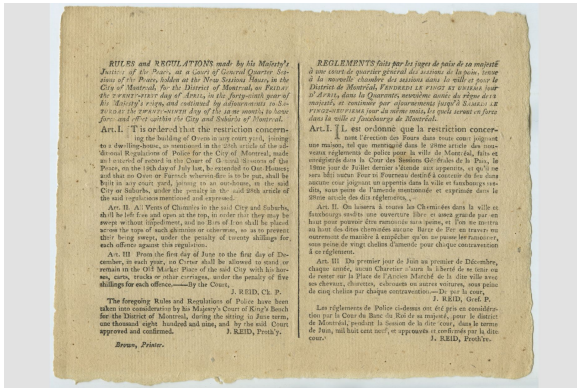 RULES and REGULATIONS made by his Majesty's
Justices of the Peace, at a Court of General Quarter Ses-
sions of the Peace, holden at the New Sessions House, in the
City of Montreal, for the District of Montreal, on FRIDAY
the TWENTY-FIRST day of APRIL, in the forty-ninth year of
his Majesty's reign, and continued by adjournments to SA-
TURDAY the TWENTY-NINTH day of the same month; to have
force and effect within the City and Suburbs of Montreal.
Art. I. IT is ordered that the restriction concern-
ing the building of Ovens in any court yard, joining
to a dwelling-house, as mentioned in the 29th article of the ad-
ditional Regulations of Police for the City of Montreal, made
and entered of record in the Court of General Sessions of the
Peace, on the 19th day of July last, be extended to Out Houses;
and that no Oven or Furnace wherein fire is to be put, shall be
built in any court yard, joining to an outhouse, in the said
City or Suburbs, under the penalty in the said 29th article of
the said regulations mentioned and expressed.
Art. II. All Vents of Chimnies in the said City and Suburbs,
shall be left free and open at the top, in order that they may be
swept without impediment, and no Bars of Iron shall be placed
across the tops of such chimnies or otherwise, so as to prevent
their being swept, under the penalty of twenty shillings for
each offence against this regulation.
Art. III From the first day of June to the first day of De-
cember, in each year, no Carter shall be allowed to stand or
remain on the Old Market Place of the said City with his hor-
ses, carts, trucks or other carriages, under the penalty of five
shillings for each offence.——By the Court,
J. REID, Ch. P.
The foregoing Rules and Regulations of Police have been
taken into consideration by his Majesty's Court of King's Bench
for the District of Montreal, during the sitting in June term,
one thousand eight hundred and nine, and by the said Court
approved and confirmed. J. REID, Proth'y.
Brown, Printer.
REGLEMENTS faits par les juges de paix de sa majesté
à une court de quartier général des sessions de la paix, tenue
à la nouvelle chambre des sessions dans la ville et pour le
District de Montréal, VENDREDI LE VINGT ET UNIEME jour
D'AVRIL, dans la Quarante, neuvième année du règne de sa
majesté, et continuée par ajournements jusqu'à SAMEDI LE
VINGT-NEUVIEME jour du même mois, les quels seront en force
dans la ville et fauxbourgs de Montréal.
Art. I. IL est ordonné que la restriction concer-
nant l'érection des Fours dans toute cour joignant
une maison, tel que mentionné dans le 29me article des nou-
veaux réglements de police pour la ville de Montréal, faits et
enrégistrés dans la Cour des Sessions Générales de la Paix, le
19me jour de Juillet dernier s'étende aux appentis, et qu'il ne
sera bâti aucun Four ni Fourneau destiné à contenir du feu dans
aucune cour joignant un appentis dans la ville et fauxbourgs sus-
dits, sous peine de l'amende mentionnée et exprimée dans le
29me article des dits réglemens,
Art. II. On laissera à toutes les Cheminées dans la ville et
fauxbourgs susdits une ouverture libre et assez grande par en
haut pour pouvoir être ramonées sans peine, et l'on ne mettra
au haut des dites cheminées aucune Barre de Fer en travers ou
autrement de manière à empêcher qu'on ne puisse les ramoner,
sous peine de vingt chelins d'amende pour chaque contravention
à ce réglement.
Art. III Du premier jour de Juin au premier de Décembre,
chaque année, aucun Charretier n'aura la liberté de se tenir ou
de rester sur la Place de l'Ancien Marché de la dite ville avec
ses chevaux, charettes, cabrouets ou autres voitures, sous peine
de cinq chelins par chaque contravention.—De par la cour,
J. REID, Gref. P.
Les réglements de Police ci-dessus ont été pris en considéra-
tion par la Cour du Banc du Roi de sa majesté, pour le district
de Montréal, pendant la Session de la dite cour, dans le terme
de Juin, mil huit cent neuf, et approuvés et confirmés par la dite
cour. J. REID, Proth're.